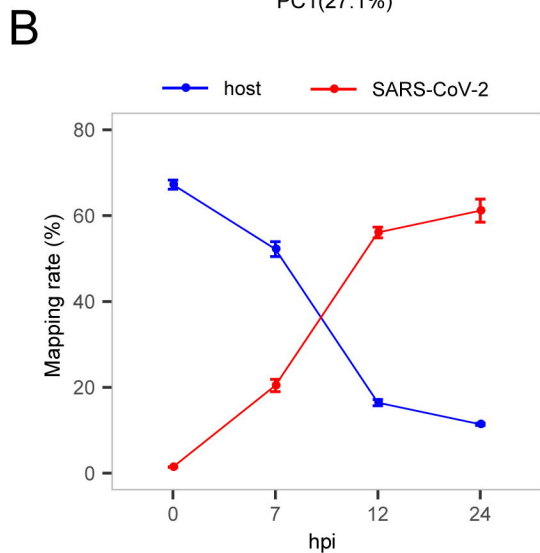 PC1(27.1%)
B
host SARS-CoV-2
80
60
40
20
0
Mapping rate (%)
0 7 12 24
hpi